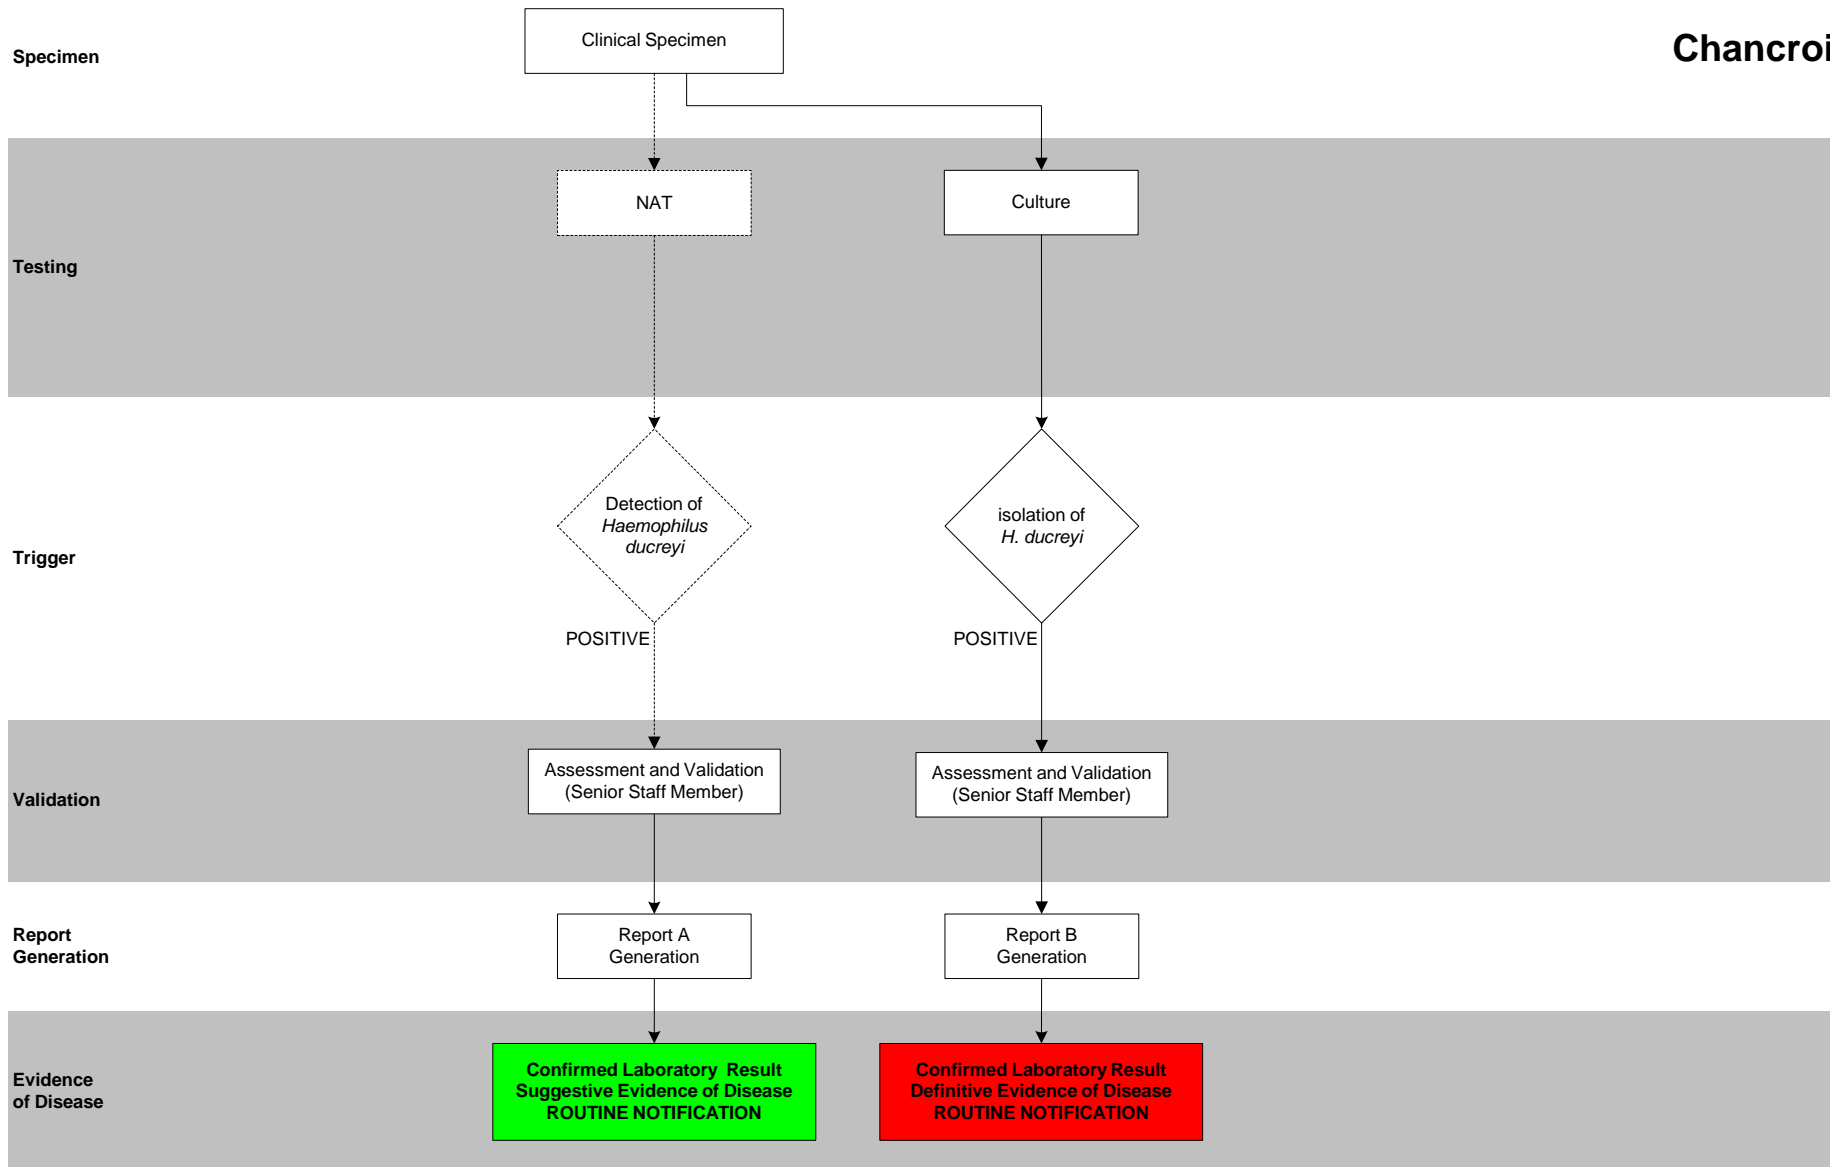 Specimen
Clinical Specimen
Chancroi
NAT
Culture
Testing
Detection of
Haemophilus
ducreyi
isolation of
H. ducreyi
Trigger
POSITIVE
POSITIVE
Assessment and Validation
(Senior Staff Member)
Assessment and Validation
(Senior Staff Member)
Validation
Report
Generation
Report A
Generation
Report B
Generation
Evidence
of Disease
Confirmed Laboratory Result
Suggestive Evidence of Disease
ROUTINE NOTIFICATION
Confirmed Laboratory Result
Definitive Evidence of Disease
ROUTINE NOTIFICATION